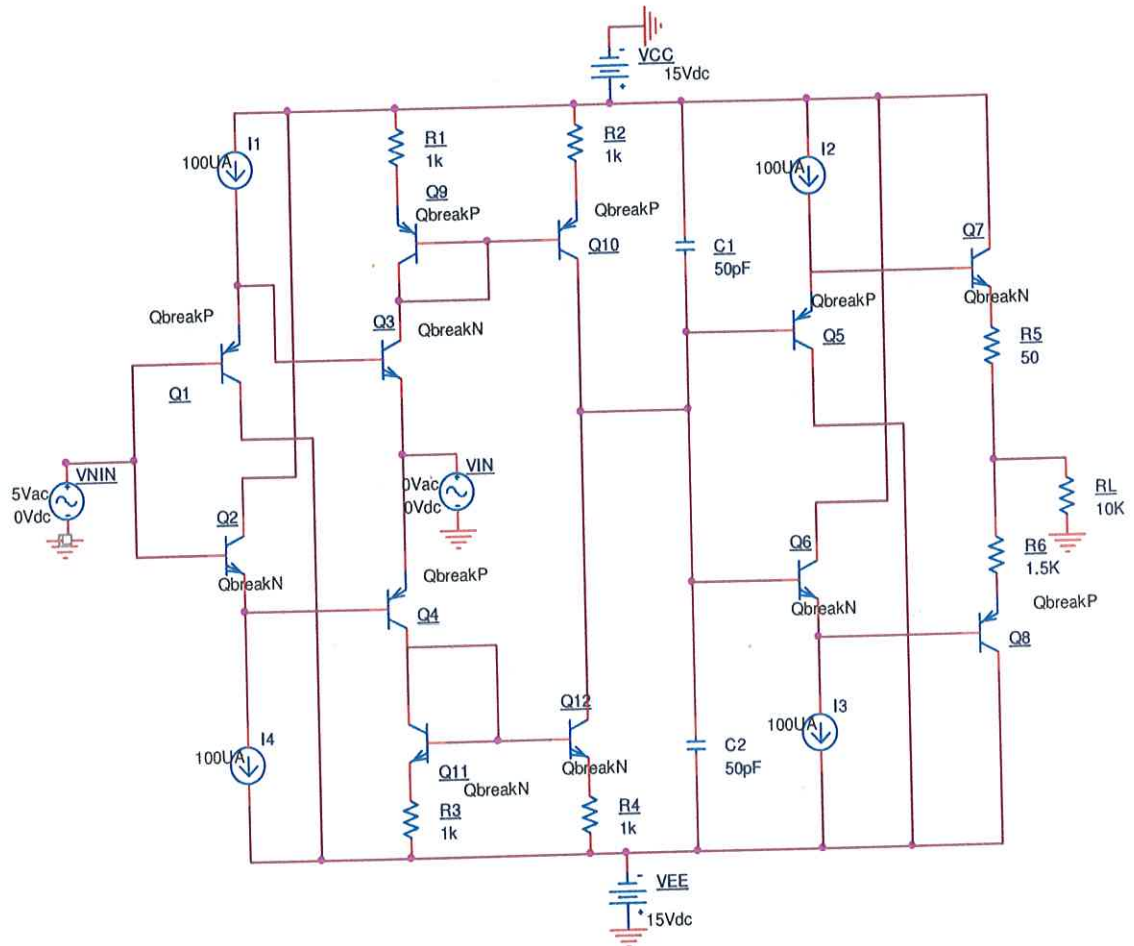 VCC
15Vdc
I1
100UA
R1
1k
R2
1k
I2
100UA
Q9
QbreakP
QbreakP
Q10
C1
50pF
Q7
QbreakN
QbreakP
Q3
QbreakN
QbreakP
Q5
R5
50
Q1
VNIN
5Vac
0Vdc
VIN
0Vac
0Vdc
RL
10K
Q2
QbreakN
Q6
QbreakN
R6
1.5K
QbreakP
Q4
QbreakP
Q8
Q12
I4
100UA
Q11
QbreakN
QbreakN
C2
50pF
I3
100UA
R3
1k
R4
1k
VEE
15Vdc